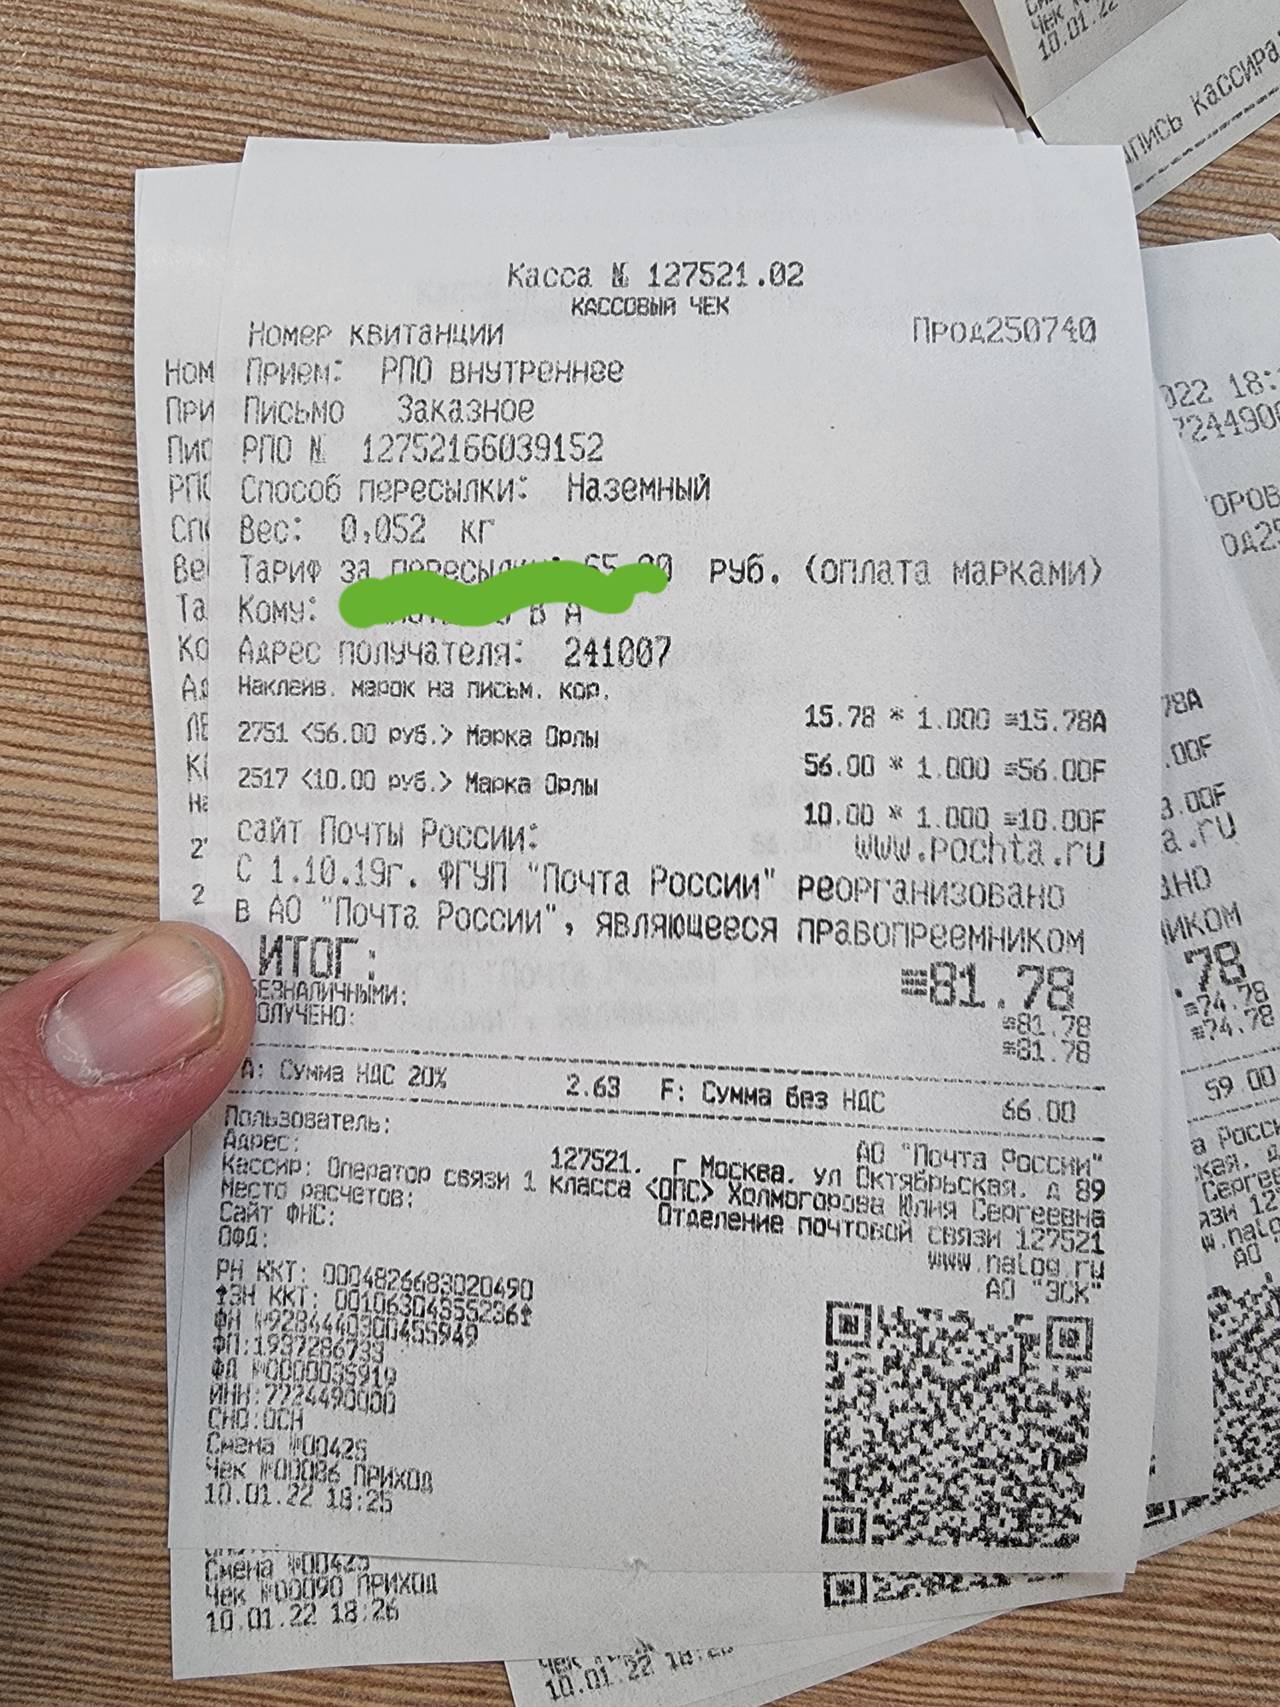 Касса № 127521.02
КАССОВЫЙ ЧЕК
Номер квитанции Прод250740
Прием: РПО внутреннее
Письмо Заказное
РПО № 12752166039152
Способ пересылки: Наземный
Вес: 0,052 кг
Тариф за пересылку: руб. (оплата марками)
Кому: В А
Адрес получателя: 241007
Наклеив. марок на письм. кор.
15.78 * 1.000 =15.78А
2751 <56.00 руб.> Марка Орлы
56.00 * 1.000 =56.00F
2517 <10.00 руб.> Марка Орлы
10.00 * 1.000 =10.00F
сайт Почты России: www.pochta.ru
С 1.10.19г. ФГУП "Почта России" реорганизовано
в АО "Почта России", являющееся правопреемником
ИТОГ: =81.78
БЕЗНАЛИЧНЫМИ: =81.78
ПОЛУЧЕНО: =81.78
А: Сумма НДС 20% 2.63 F: Сумма без НДС 66.00
Пользователь: АО "Почта России"
Адрес: 127521, г Москва, ул Октябрьская, д 89
Кассир: Оператор связи 1 класса <ОПС> Холмогорова Юлия Сергеевна
Место расчетов: Отделение почтовой связи 127521
Сайт ФНС: www.nalog.ru
ОФД: АО "ЭСК"
РН ККТ: 0004826683020490
ЗН ККТ: 00106304355236
ФН №9284440300455949
ФП:1937286733
ФД №0000035919
ИНН:7724490000
СНО:ОСН
Смена №00425
Чек №00086 ПРИХОД
10.01.22 18:25
Смена №00425
Чек №00090 ПРИХОД
10.01.22 18:26
10.01.22